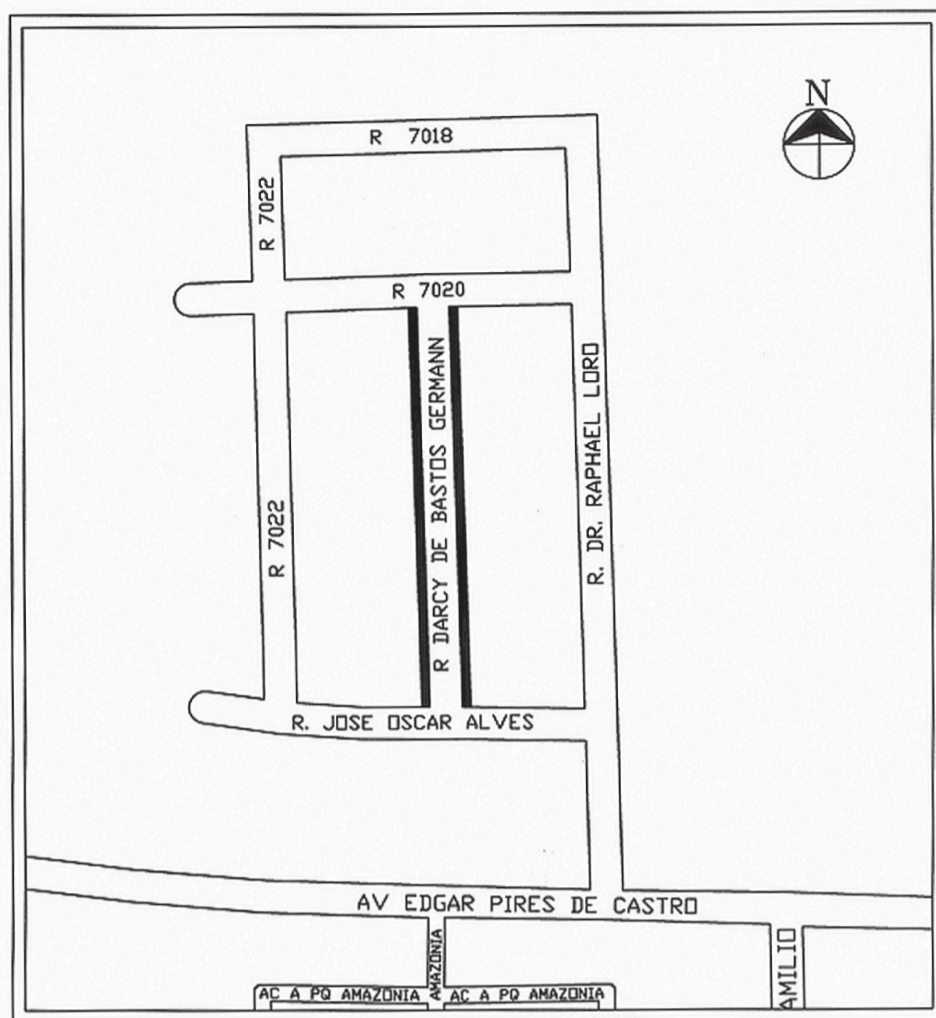 N
R 7018
R 7022
R 7020
R DARCY DE BASTOS GERMANN
R. DR. RAPHAEL LORO
R 7022
R. JOSE OSCAR ALVES
AV EDGAR PIRES DE CASTRO
AMAZONIA
AMILIO
AC A PQ AMAZONIA
AC A PQ AMAZONIA